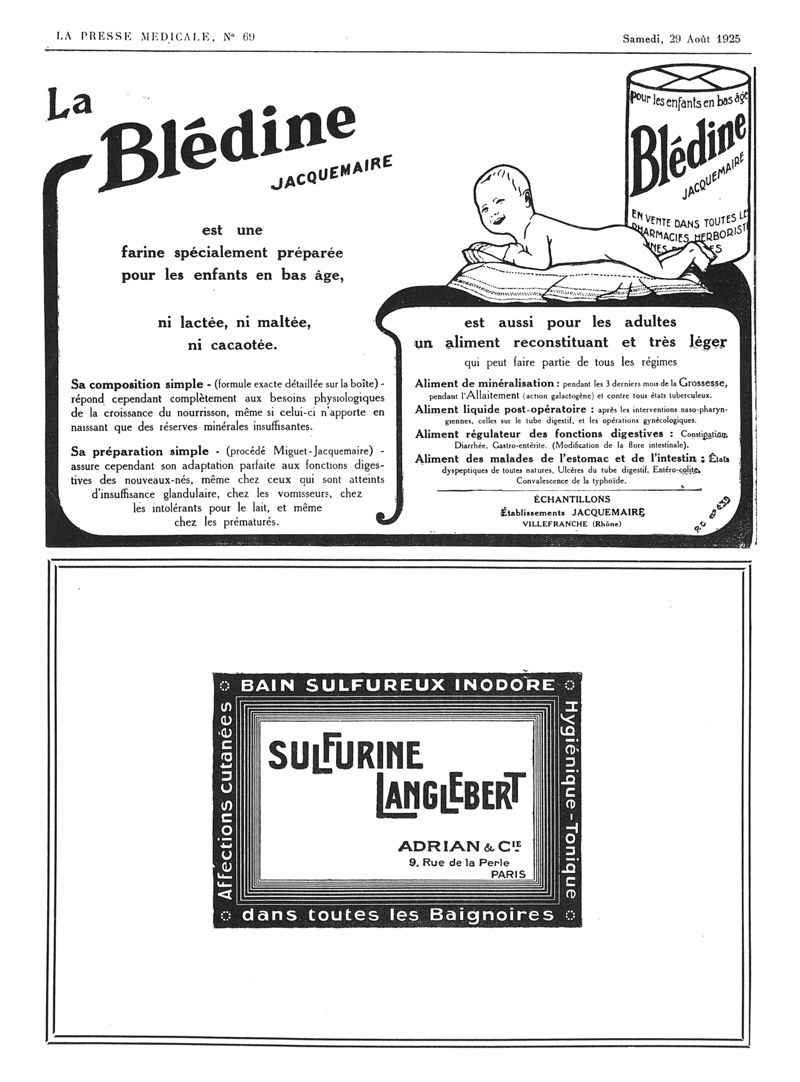 LA PRESSE MEDICALE, N° 69
Samedi, 29 Août 1925
La
Blédine
JACQUEMAIRE
est une
farine spécialement préparée
pour les enfants en bas âge,
ni lactée, ni maltée,
ni cacaotée.
Sa composition simple - (formule exacte détaillée sur la boîte) -
répond cependant complètement aux besoins physiologiques
de la croissance du nourrisson, même si celui-ci n'apporte en
naissant que des réserves minérales insuffisantes.
Sa préparation simple - (procédé Miguet-Jacquemaire) -
assure cependant son adaptation parfaite aux fonctions diges-
tives des nouveaux-nés, même chez ceux qui sont atteints
d'insuffisance glandulaire, chez les vomisseurs, chez
les intolérants pour le lait, et même
chez les prématurés.
pour les enfants en bas âge
Blédine
JACQUEMAIRE
EN VENTE DANS TOUTES LE
PHARMACIES HERBORISTE
est aussi pour les adultes
un aliment reconstituant et très léger
qui peut faire partie de tous les régimes
Aliment de minéralisation : pendant les 3 derniers mois de la Grossesse,
pendant l'Allaitement (action galactogène) et contre tous états tuberculeux.
Aliment liquide post-opératoire : après les interventions naso-pharyn-
giennes, celles sur le tube digestif, et les opérations gynécologiques.
Aliment régulateur des fonctions digestives : Constipation,
Diarrhée, Gastro-entérite. (Modification de la flore intestinale).
Aliment des malades de l'estomac et de l'intestin : États
dyspeptiques de toutes natures, Ulcères du tube digestif, Entéro-colite,
Convalescence de la typhoïde.
ÉCHANTILLONS
Établissements JACQUEMAIRE
VILLEFRANCHE (Rhône)
BAIN SULFUREUX INODORE
Affections cutanées
Hygiénique-Tonique
SULFURINE
LANGLEBERT
ADRIAN & CIE
9, Rue de la Perle
PARIS
dans toutes les Baignoires